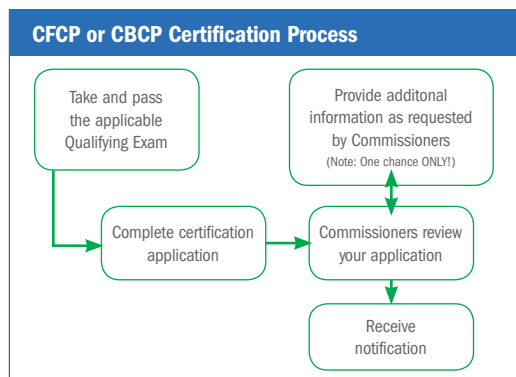 CFCP or CBCP Certification Process
Take and pass
the applicable
Qualifying Exam
Provide additonal
information as requested
by Commissioners
(Note: One chance ONLY!)
Complete certification
application
Commissioners review
your application
Receive
notification